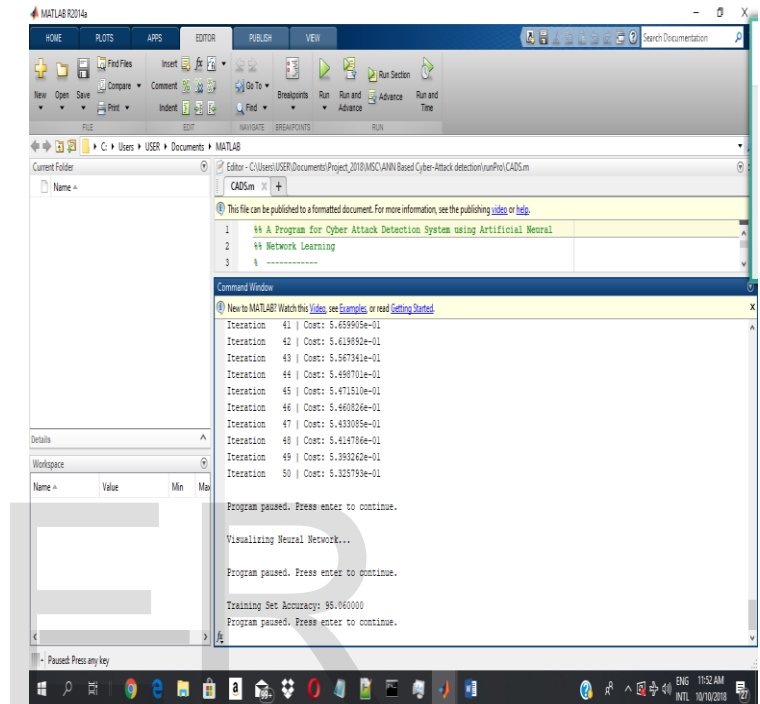 MATLAB R2014a
HOME PLOTS APPS EDITOR PUBLISH VIEW Search Documentation
Find Files Insert Run Section
Compare Comment Go To Advance
New Open Save Print Indent Find Breakpoints Run Run and Advance Run and Time
FILE EDIT NAVIGATE BREAKPOINTS RUN
C: Users USER Documents MATLAB
Current Folder
Name
Editor - C:\Users\USER\Documents\Project_2018\MSC\ANN Based Cyber-Attack detection\runPro\CADS.m
CADS.m
This file can be published to a formatted document. For more information, see the publishing video or help.
1 %% A Program for Cyber Attack Detection System using Artificial Neural
2 %% Network Learning
3 % ------------
Command Window
New to MATLAB? Watch this Video, see Examples, or read Getting Started.
Iteration 41 | Cost: 5.659905e-01
Iteration 42 | Cost: 5.619892e-01
Iteration 43 | Cost: 5.567341e-01
Iteration 44 | Cost: 5.498701e-01
Iteration 45 | Cost: 5.471510e-01
Iteration 46 | Cost: 5.460826e-01
Iteration 47 | Cost: 5.433085e-01
Iteration 48 | Cost: 5.414786e-01
Iteration 49 | Cost: 5.393262e-01
Iteration 50 | Cost: 5.325793e-01
Program paused. Press enter to continue.
Visualizing Neural Network...
Program paused. Press enter to continue.
Training Set Accuracy: 95.060000
Program paused. Press enter to continue.
fx
Details
Workspace
Name Value Min Max
ER
Paused: Press any key
99+
ENG 11:52 AM
INTL 10/10/2018
27